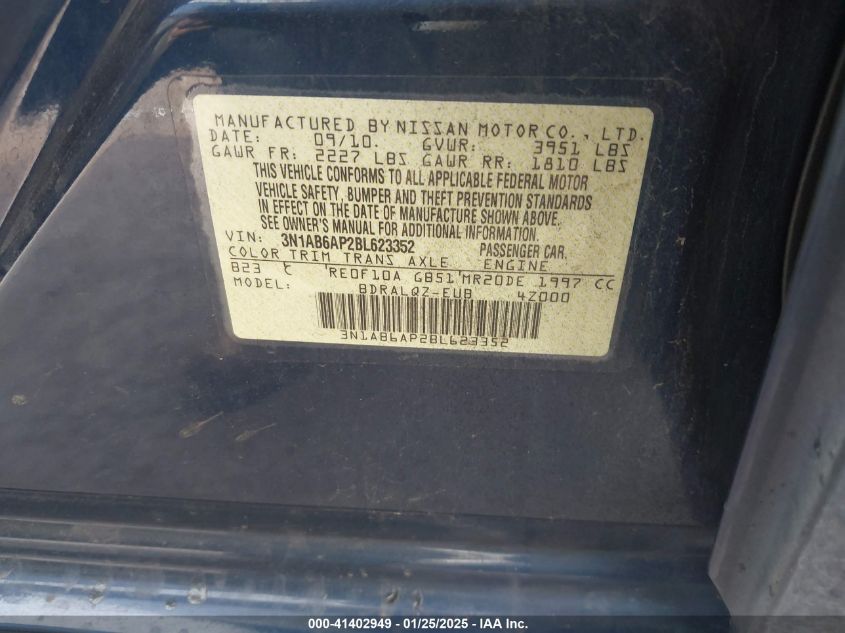 MANUFACTURED BY NISSAN MOTOR CO., LTD.
DATE: 09/10. GVWR: 3951 LBS
GAWR FR: 2227 LBS GAWR RR: 1810 LBS
THIS VEHICLE CONFORMS TO ALL APPLICABLE FEDERAL MOTOR
VEHICLE SAFETY, BUMPER AND THEFT PREVENTION STANDARDS
IN EFFECT ON THE DATE OF MANUFACTURE SHOWN ABOVE.
SEE OWNER'S MANUAL FOR ADDITIONAL INFORMATION.
VIN: 3N1AB6AP2BL623352 PASSENGER CAR.
COLOR TRIM TRANS AXLE ENGINE
B23 C RE0F10A GB51 MR20DE 1997 CC
MODEL: BDRALQZ-EUB 4Z000
3N1AB6AP2BL623352
000-41402949 - 01/25/2025 - IAA Inc.